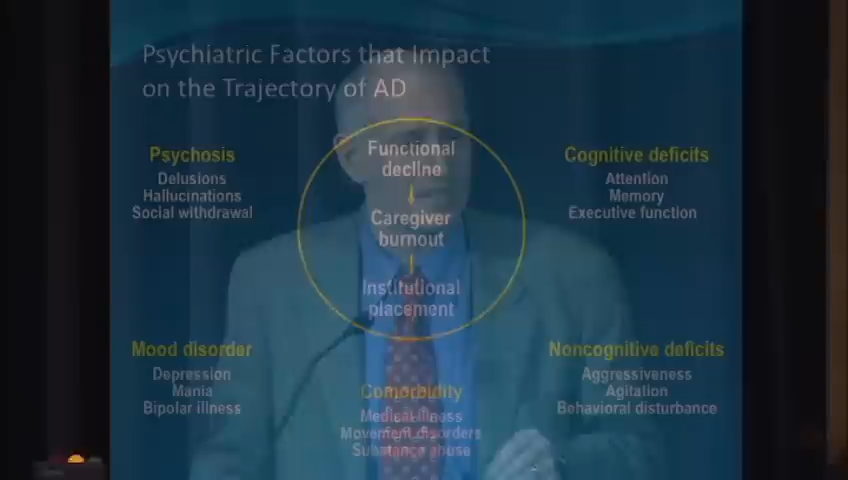 Psychiatric Factors that Impact
on the Trajectory of AD
Psychosis
Delusions
Hallucinations
Social withdrawal
Functional
decline
Caregiver
burnout
Institutional
placement
Cognitive deficits
Attention
Memory
Executive function
Mood disorder
Depression
Mania
Bipolar illness
Comorbidity
Medical illness
Movement disorders
Substance abuse
Noncognitive deficits
Aggressiveness
Agitation
Behavioral disturbance